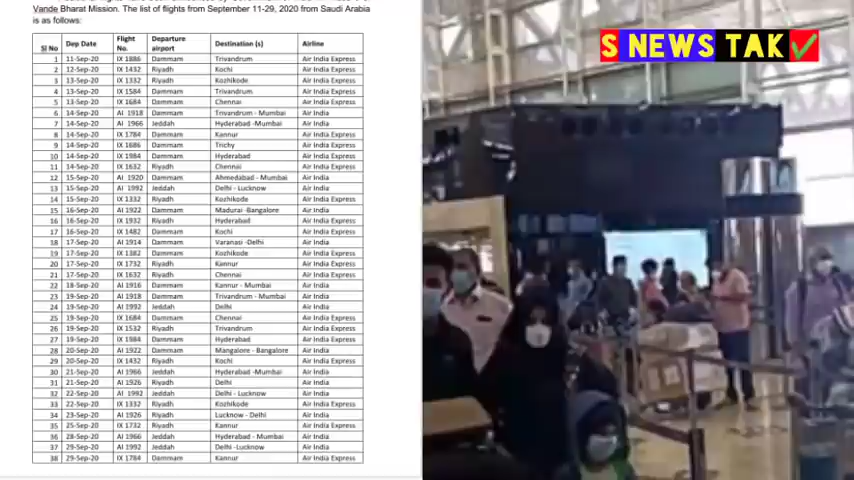 Vande Bharat Mission. The list of flights from September 11-29, 2020 from Saudi Arabia
is as follows:
Sl No Dep Date Flight No. Departure airport Destination (s) Airline
1 11-Sep-20 IX 1886 Dammam Trivandrum Air India Express
2 12-Sep-20 IX 1432 Riyadh Kochi Air India Express
3 13-Sep-20 IX 1332 Riyadh Kozhikode Air India Express
4 13-Sep-20 IX 1584 Dammam Trivandrum Air India Express
5 13-Sep-20 IX 1684 Dammam Chennai Air India Express
6 14-Sep-20 AI 1918 Dammam Trivandrum - Mumbai Air India
7 14-Sep-20 AI 1966 Jeddah Hyderabad -Mumbai Air India
8 14-Sep-20 IX 1784 Dammam Kannur Air India Express
9 14-Sep-20 IX 1686 Dammam Trichy Air India Express
10 14-Sep-20 IX 1984 Dammam Hyderabad Air India Express
11 14-Sep-20 IX 1632 Riyadh Chennai Air India Express
12 15-Sep-20 AI 1920 Dammam Ahmedabad - Mumbai Air India
13 15-Sep-20 AI 1992 Jeddah Delhi - Lucknow Air India
14 15-Sep-20 IX 1332 Riyadh Kozhikode Air India Express
15 16-Sep-20 AI 1922 Dammam Madurai -Bangalore Air India
16 16-Sep-20 IX 1932 Riyadh Hyderabad Air India Express
17 16-Sep-20 IX 1482 Dammam Kochi Air India Express
18 17-Sep-20 AI 1914 Dammam Varanasi -Delhi Air India
19 17-Sep-20 IX 1382 Dammam Kozhikode Air India Express
20 17-Sep-20 IX 1732 Riyadh Kannur Air India Express
21 17-Sep-20 IX 1632 Riyadh Chennai Air India Express
22 18-Sep-20 AI 1916 Dammam Kannur - Mumbai Air India
23 19-Sep-20 AI 1918 Dammam Trivandrum - Mumbai Air India
24 19-Sep-20 AI 1992 Jeddah Delhi Air India
25 19-Sep-20 IX 1684 Dammam Chennai Air India Express
26 19-Sep-20 IX 1532 Riyadh Trivandrum Air India Express
27 19-Sep-20 IX 1984 Dammam Hyderabad Air India Express
28 20-Sep-20 AI 1922 Dammam Mangalore - Bangalore Air India
29 20-Sep-20 IX 1432 Riyadh Kochi Air India Express
30 21-Sep-20 AI 1966 Jeddah Hyderabad -Mumbai Air India
31 21-Sep-20 AI 1926 Riyadh Delhi Air India
32 22-Sep-20 AI 1992 Jeddah Delhi - Lucknow Air India
33 22-Sep-20 IX 1332 Riyadh Kozhikode Air India Express
34 23-Sep-20 AI 1926 Riyadh Lucknow - Delhi Air India
35 25-Sep-20 IX 1732 Riyadh Kannur Air India Express
36 28-Sep-20 AI 1966 Jeddah Hyderabad - Mumbai Air India
37 29-Sep-20 AI 1992 Jeddah Delhi -Lucknow Air India
38 29-Sep-20 IX 1784 Dammam Kannur Air India Express
S NEWS TAK